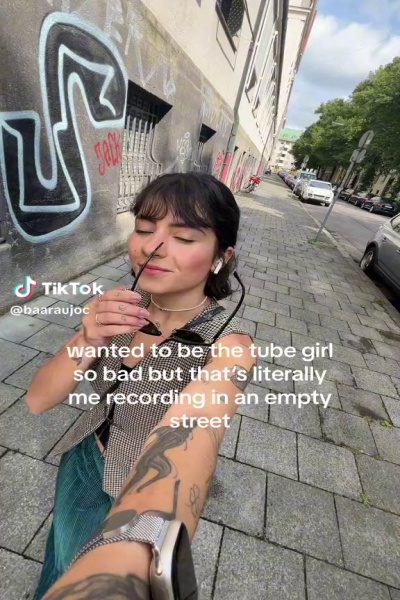 Jack
TikTok
@baaraujoc
wanted to be the tube girl
so bad but that's literally
me recording in an empty
street